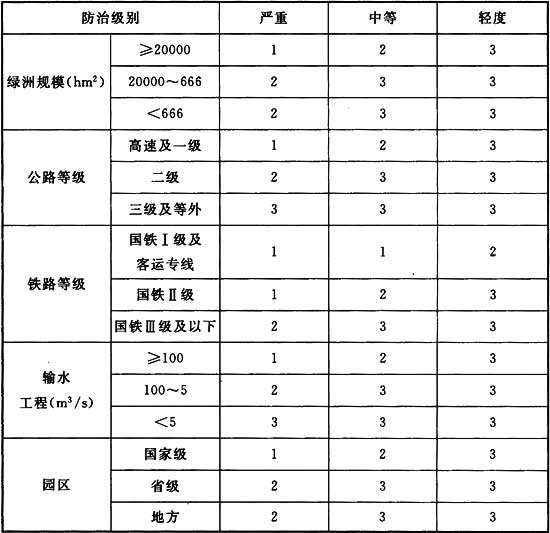 防治级别 严重 中等 轻度
绿洲规模(hm²) ≥20000 1 2 3
20000～666 2 3 3
<666 2 3 3
公路等级 高速及一级 1 2 3
二级 2 3 3
三级及等外 3 3 3
铁路等级 国铁Ⅰ级及
客运专线 1 1 2
国铁Ⅱ级 1 2 3
国铁Ⅲ级及以下 2 3 3
输水
工程(m³/s) ≥100 1 2 3
100～5 2 3 3
<5 3 3 3
园区 国家级 1 2 3
省级 2 3 3
地方 2 3 3